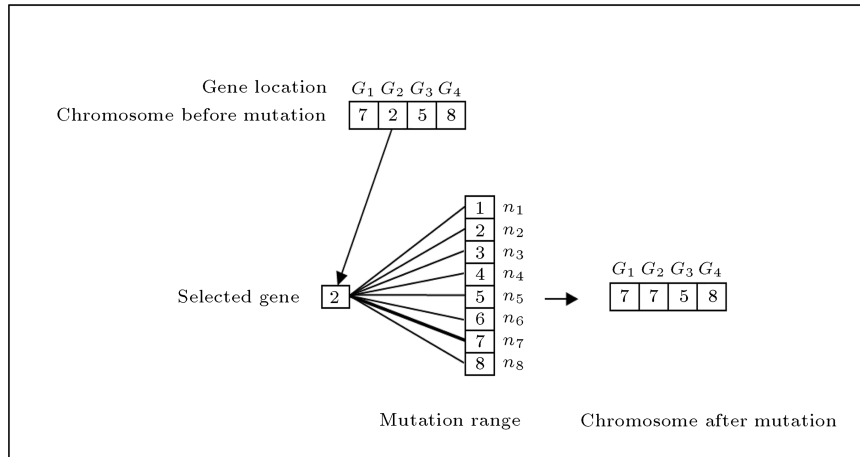 Gene location G1 G2 G3 G4
Chromosome before mutation 7 2 5 8
1 n1
2 n2
3 n3
4 n4
Selected gene 2 5 n5
6 n6
7 n7
8 n8
G1 G2 G3 G4
7 7 5 8
Mutation range
Chromosome after mutation